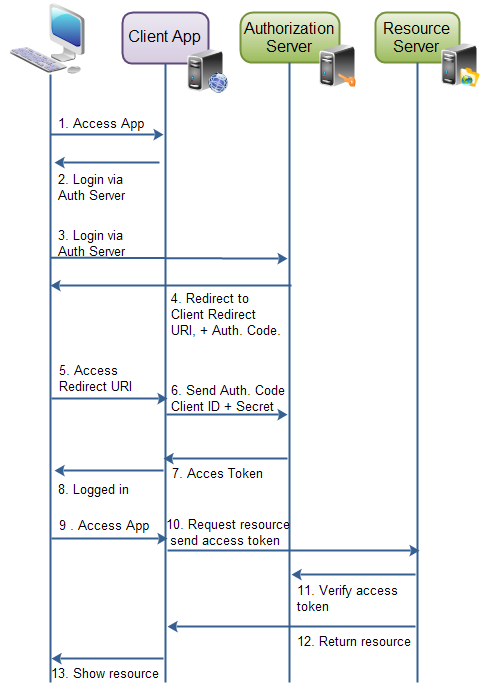 Client App
Authorization
Server
Resource
Server
1. Access App
2. Login via
Auth Server
3. Login via
Auth Server
4. Redirect to
Client Redirect
URI, + Auth. Code.
5. Access
Redirect URI
6. Send Auth. Code
Client ID + Secret
7. Acces Token
8. Logged in
9 . Access App
10. Request resource
send access token
11. Verify access
token
12. Return resource
13. Show resource